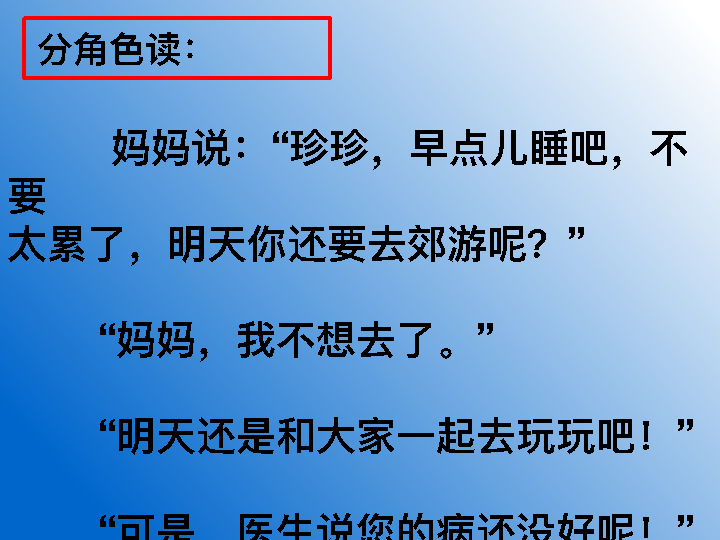 分角色读：
妈妈说：“珍珍，早点儿睡吧，不
要
太累了，明天你还要去郊游呢？”
“妈妈，我不想去了。”
“明天还是和大家一起去玩玩吧！”
“可是，医生说您的病还没好呢！”